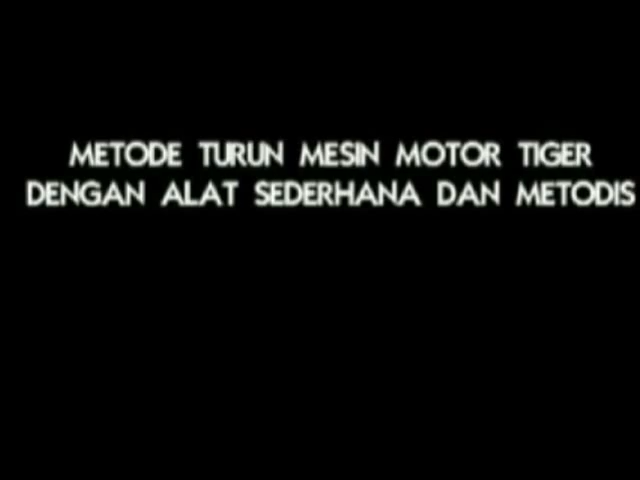 METODE TURUN MESIN MOTOR TIGER
DENGAN ALAT SEDERHANA DAN METODIS